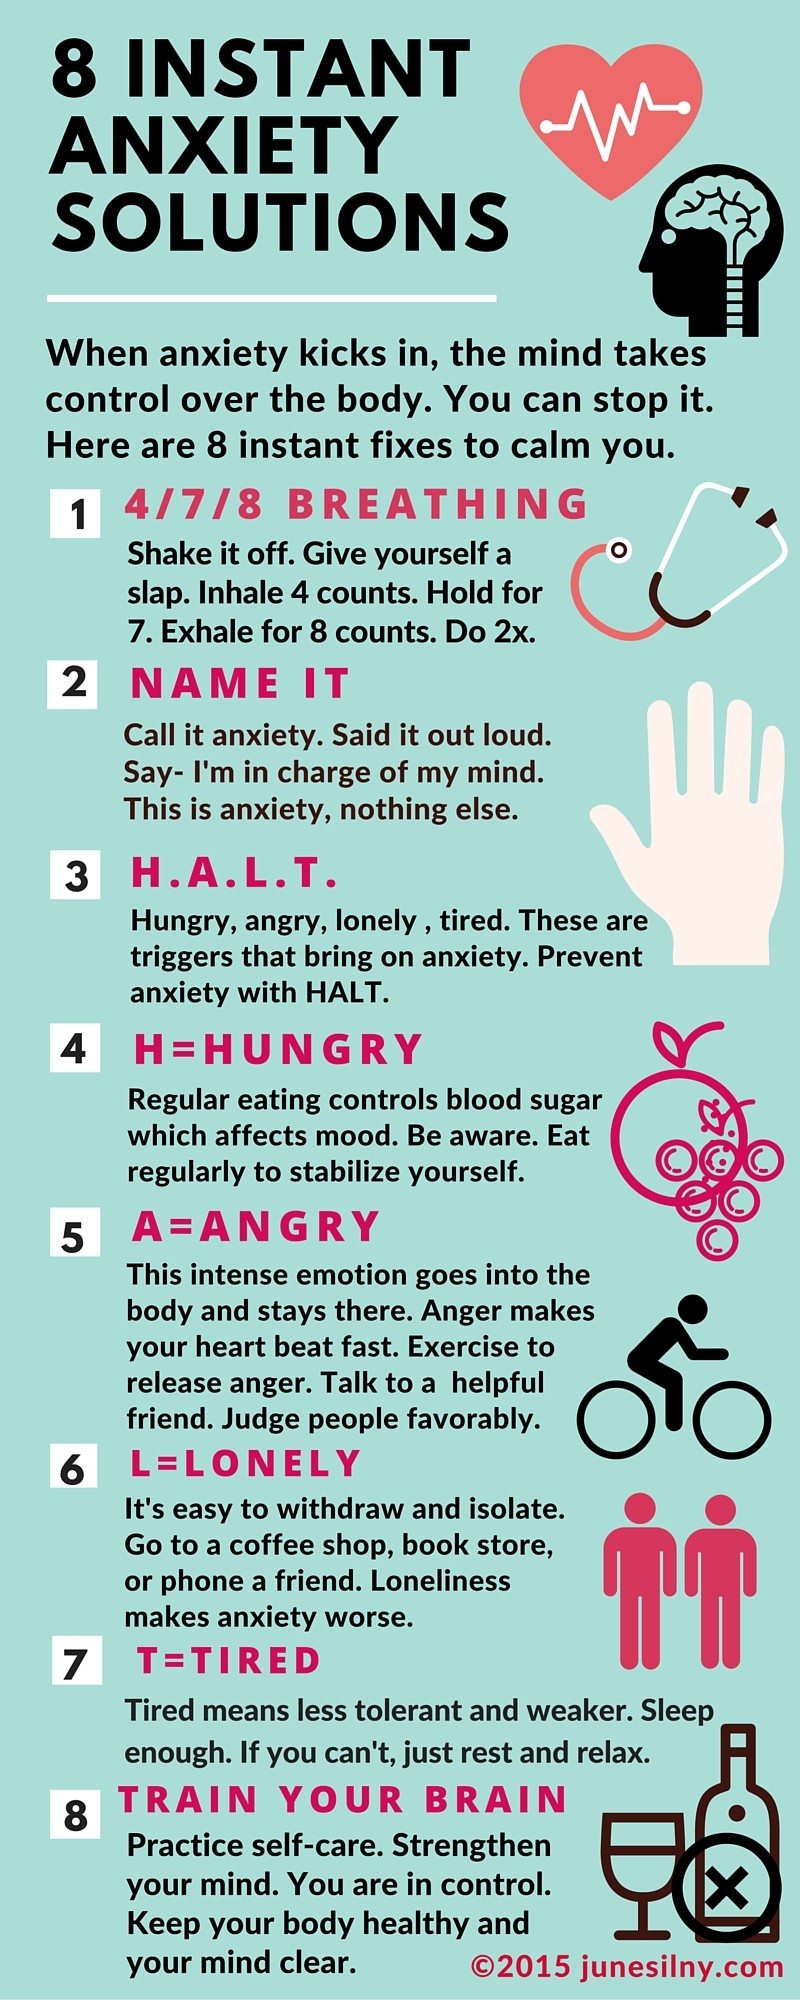 8 INSTANT
ANXIETY
SOLUTIONS
When anxiety kicks in, the mind takes
control over the body. You can stop it.
Here are 8 instant fixes to calm you.
1 4/7/8 BREATHING
Shake it off. Give yourself a
slap. Inhale 4 counts. Hold for
7. Exhale for 8 counts. Do 2x.
2 NAME IT
Call it anxiety. Said it out loud.
Say- I'm in charge of my mind.
This is anxiety, nothing else.
3 H.A.L.T.
Hungry, angry, lonely , tired. These are
triggers that bring on anxiety. Prevent
anxiety with HALT.
4 H=HUNGRY
Regular eating controls blood sugar
which affects mood. Be aware. Eat
regularly to stabilize yourself.
5 A=ANGRY
This intense emotion goes into the
body and stays there. Anger makes
your heart beat fast. Exercise to
release anger. Talk to a  helpful
friend. Judge people favorably.
6 L=LONELY
It's easy to withdraw and isolate.
Go to a coffee shop, book store,
or phone a friend. Loneliness
makes anxiety worse.
7 T=TIRED
Tired means less tolerant and weaker. Sleep
enough. If you can't, just rest and relax.
8 TRAIN YOUR BRAIN
Practice self-care. Strengthen
your mind. You are in control.
Keep your body healthy and
your mind clear.
©2015 junesilny.com